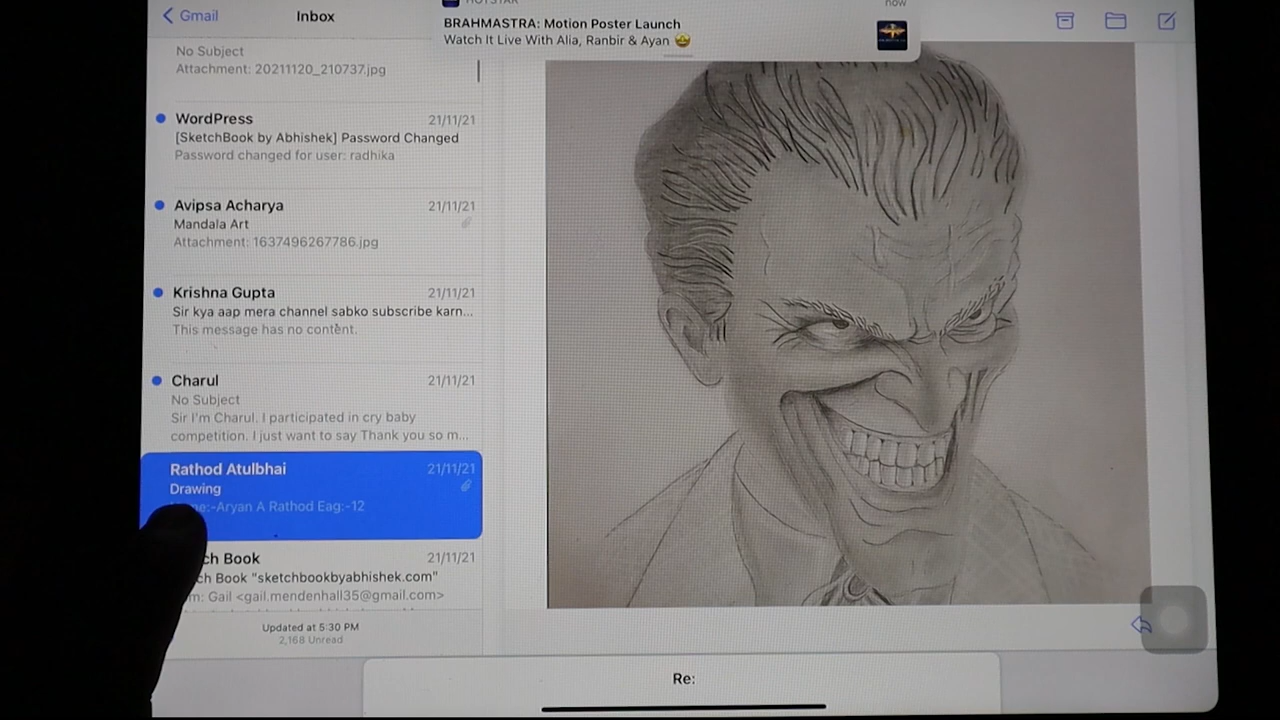 Gmail
Inbox
HOTSTAR
now
BRAHMASTRA: Motion Poster Launch
Watch It Live With Alia, Ranbir & Ayan 🤩
No Subject
Attachment: 20211120_210737.jpg
WordPress 21/11/21
[SketchBook by Abhishek] Password Changed
Password changed for user: radhika
Avipsa Acharya 21/11/21
Mandala Art
Attachment: 1637496267786.jpg
Krishna Gupta 21/11/21
Sir kya aap mera channel sabko subscribe karn...
This message has no content.
Charul 21/11/21
No Subject
Sir I'm Charul. I participated in cry baby
competition. I just want to say Thank you so m...
Rathod Atulbhai 21/11/21
Drawing
:-Aryan A Rathod Eag:-12
ch Book 21/11/21
ch Book "sketchbookbyabhishek.com"
m: Gail <gail.mendenhall35@gmail.com>
Updated at 5:30 PM
2,168 Unread
Re: